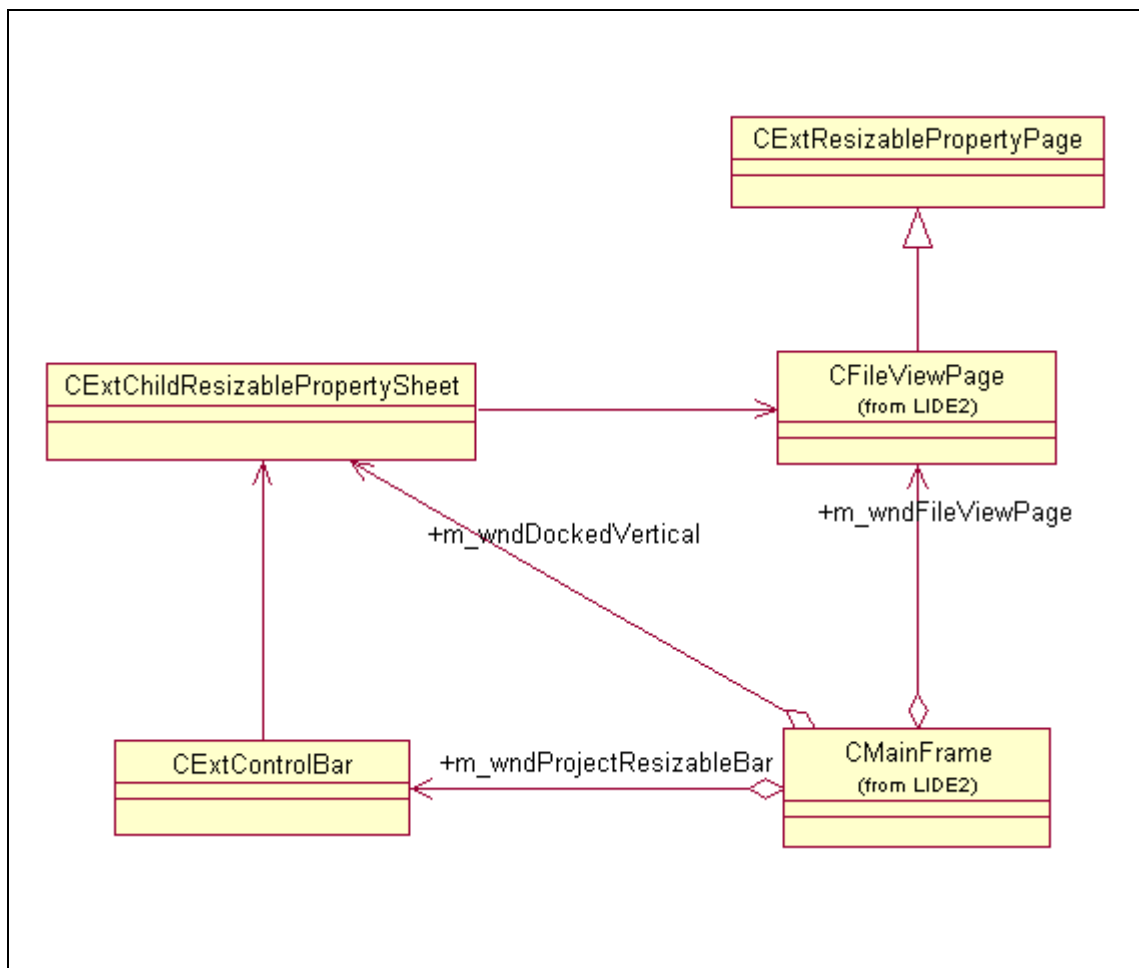 CExtResizablePropertyPage
CExtChildResizablePropertySheet
CFileViewPage
(from LIDE2)
+m_wndFileViewPage
+m_wndDockedVertical
CExtControlBar
+m_wndProjectResizableBar
CMainFrame
(from LIDE2)